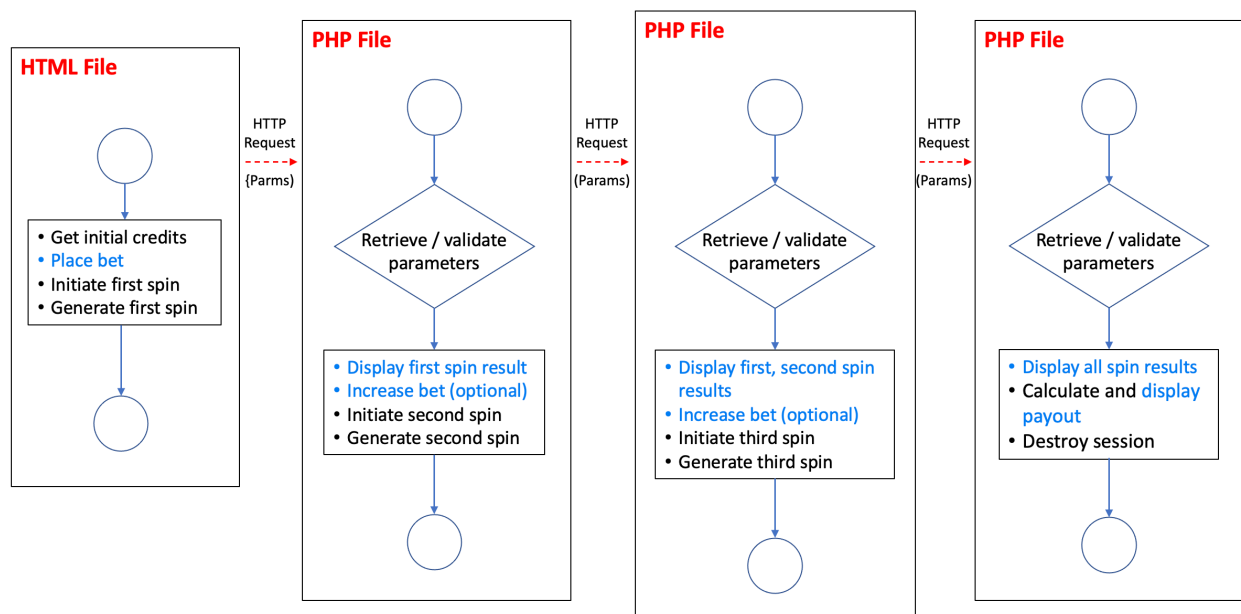 HTML File
• Get initial credits
• Place bet
• Initiate first spin
• Generate first spin
HTTP
Request
{Parms)
PHP File
Retrieve / validate
parameters
• Display first spin result
• Increase bet (optional)
• Initiate second spin
• Generate second spin
HTTP
Request
(Params)
PHP File
Retrieve / validate
parameters
• Display first, second spin
results
• Increase bet (optional)
• Initiate third spin
• Generate third spin
HTTP
Request
(Params)
PHP File
Retrieve / validate
parameters
• Display all spin results
• Calculate and display
payout
• Destroy session